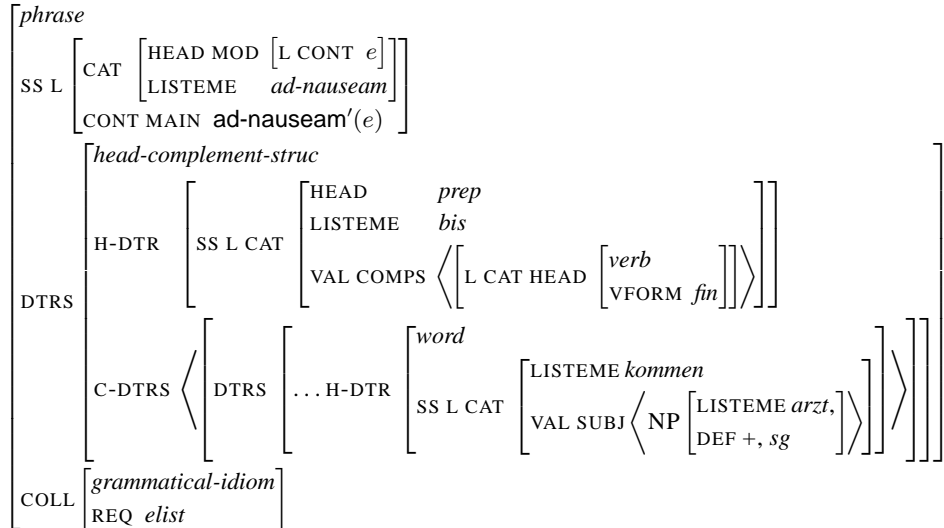 phrase
SS L CAT HEAD MOD [L CONT e]
LISTEME ad-nauseam
CONT MAIN ad-nauseam′(e)
DTRS head-complement-struc
H-DTR SS L CAT HEAD prep
LISTEME bis
VAL COMPS ⟨[L CAT HEAD [verb
VFORM fin]]⟩
C-DTRS ⟨[DTRS [...H-DTR [word
SS L CAT [LISTEME kommen
VAL SUBJ ⟨NP [LISTEME arzt,
DEF +, sg]⟩]]]]⟩
COLL [grammatical-idiom
REQ elist]